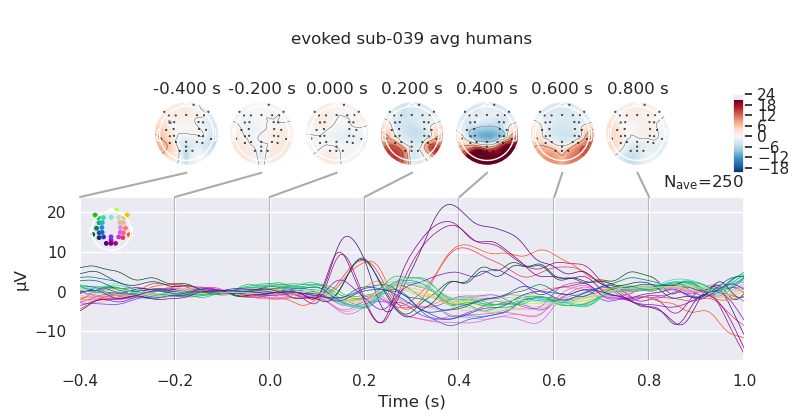 evoked sub-039 avg humans
-0.400 s -0.200 s 0.000 s 0.200 s 0.400 s 0.600 s 0.800 s
24
18
12
6
0
−6
−12
−18
Nave=250
20
10
0
−10
µV
−0.4 −0.2 0.0 0.2 0.4 0.6 0.8 1.0
Time (s)